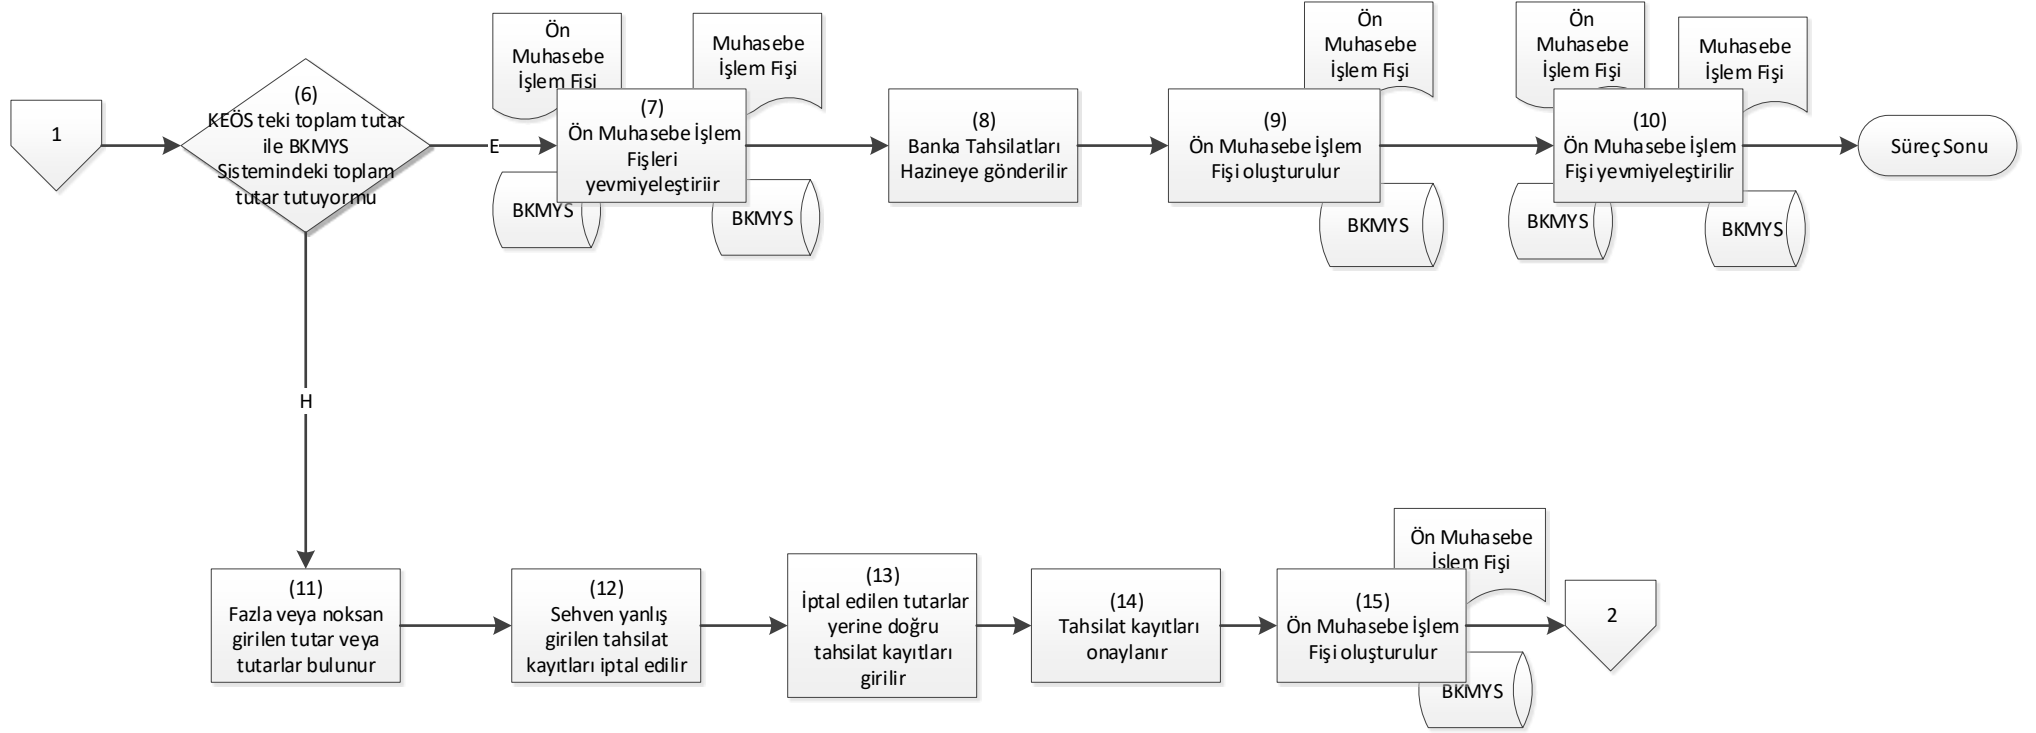 1
(6)
KEÖS teki toplam tutar
ile BKMYS
Sistemindeki toplam
tutar tutuyormu
E
H
Ön
Muhasebe
İşlem Fişi
Muhasebe
İşlem Fişi
(7)
Ön Muhasebe İşlem
Fişleri
yevmiyeleştiriir
BKMYS
BKMYS
(8)
Banka Tahsilatları
Hazineye gönderilir
Ön
Muhasebe
İşlem Fişi
(9)
Ön Muhasebe İşlem
Fişi oluşturulur
BKMYS
Ön
Muhasebe
İşlem Fişi
Muhasebe
İşlem Fişi
(10)
Ön Muhasebe İşlem
Fişi yevmiyeleştirilir
BKMYS
BKMYS
Süreç Sonu
(11)
Fazla veya noksan
girilen tutar veya
tutarlar bulunur
(12)
Sehven yanlış
girilen tahsilat
kayıtları iptal edilir
(13)
İptal edilen tutarlar
yerine doğru
tahsilat kayıtları
girilir
(14)
Tahsilat kayıtları
onaylanır
Ön Muhasebe
İşlem Fişi
(15)
Ön Muhasebe İşlem
Fişi oluşturulur
BKMYS
2